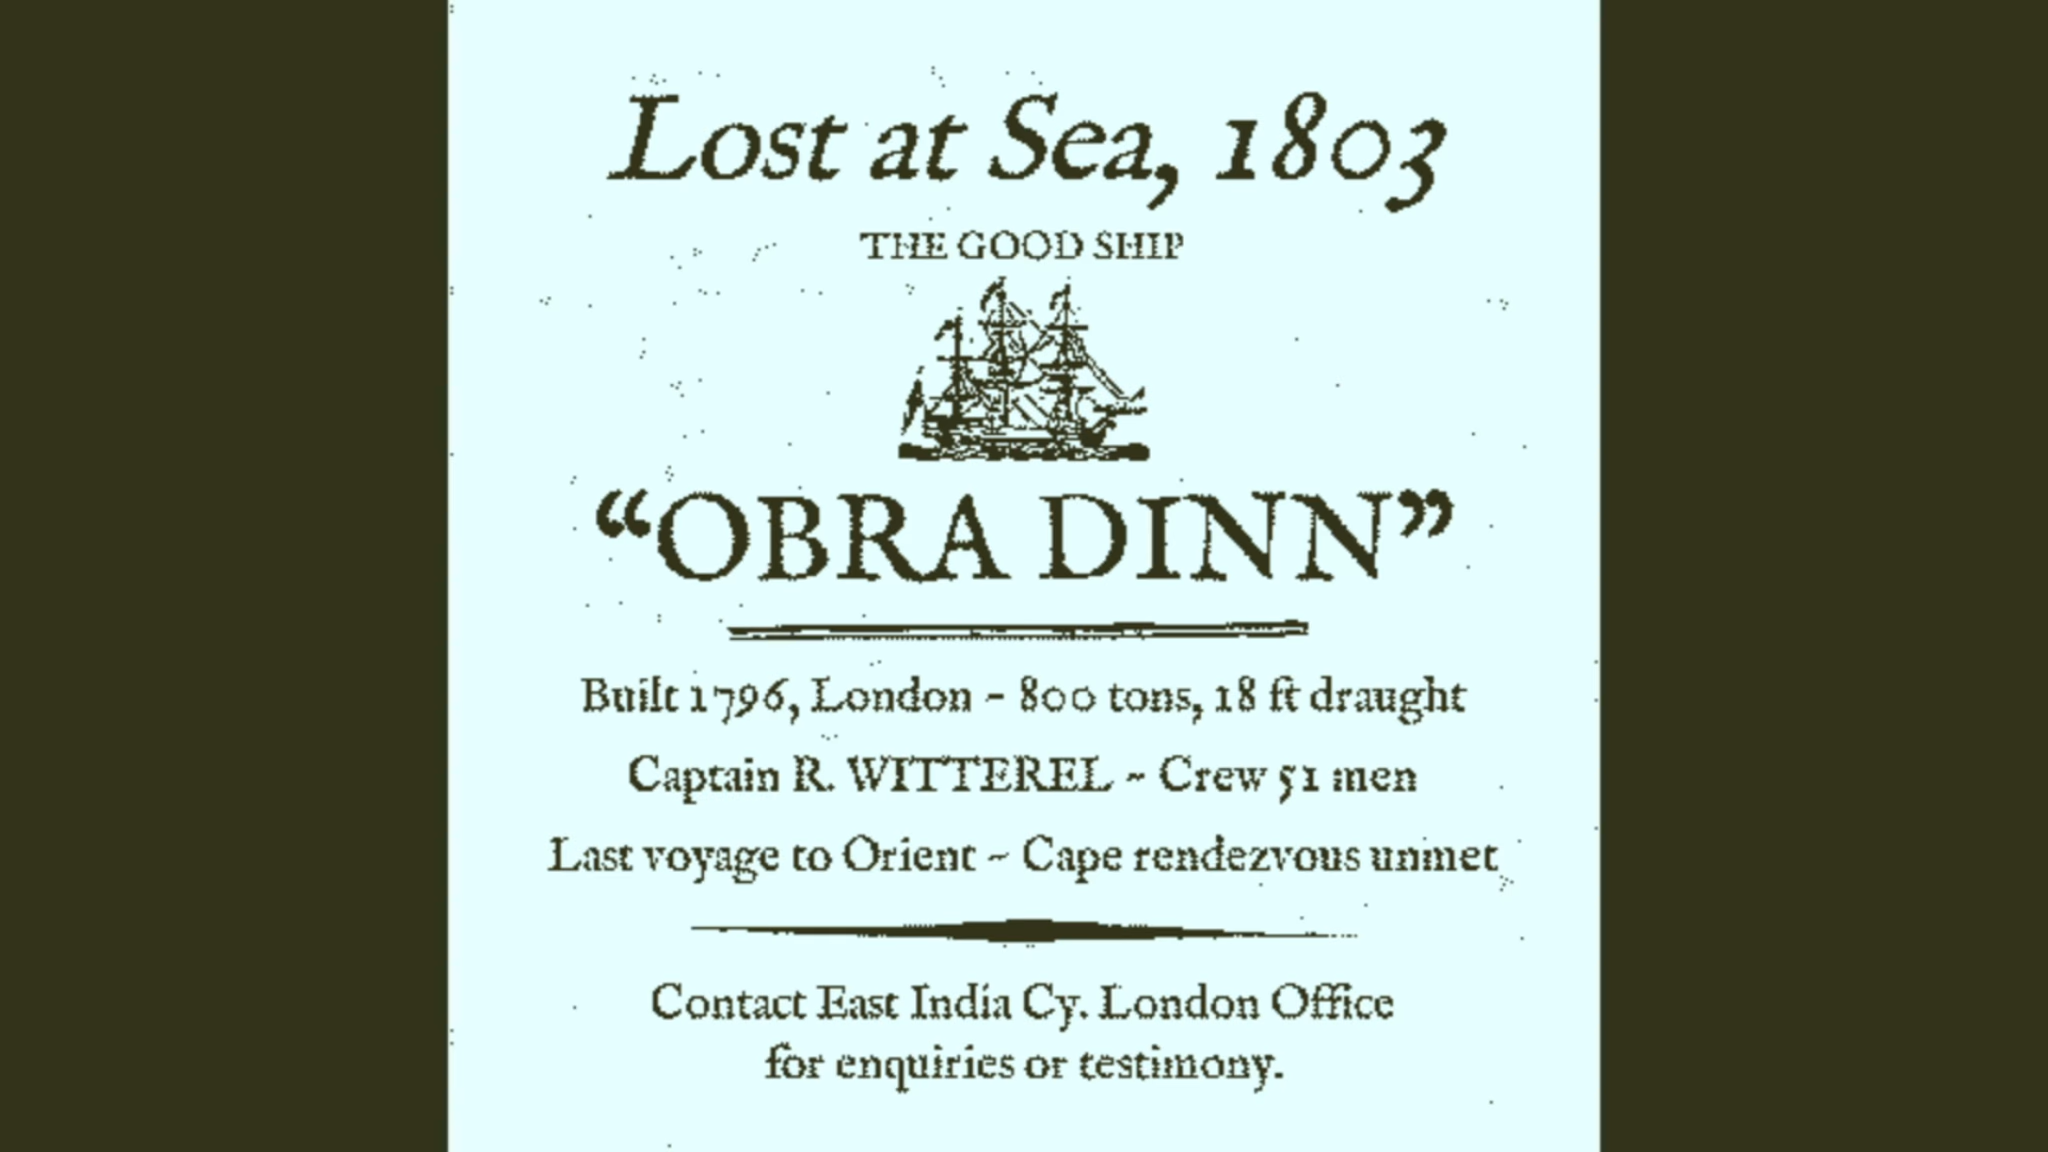 Lost at Sea, 1803
THE GOOD SHIP
“OBRA DINN”
Built 1796, London ~ 800 tons, 18 ft draught
Captain R. WITTEREL ~ Crew 51 men
Last voyage to Orient ~ Cape rendezvous unmet
Contact East India Cy. London Office
for enquiries or testimony.